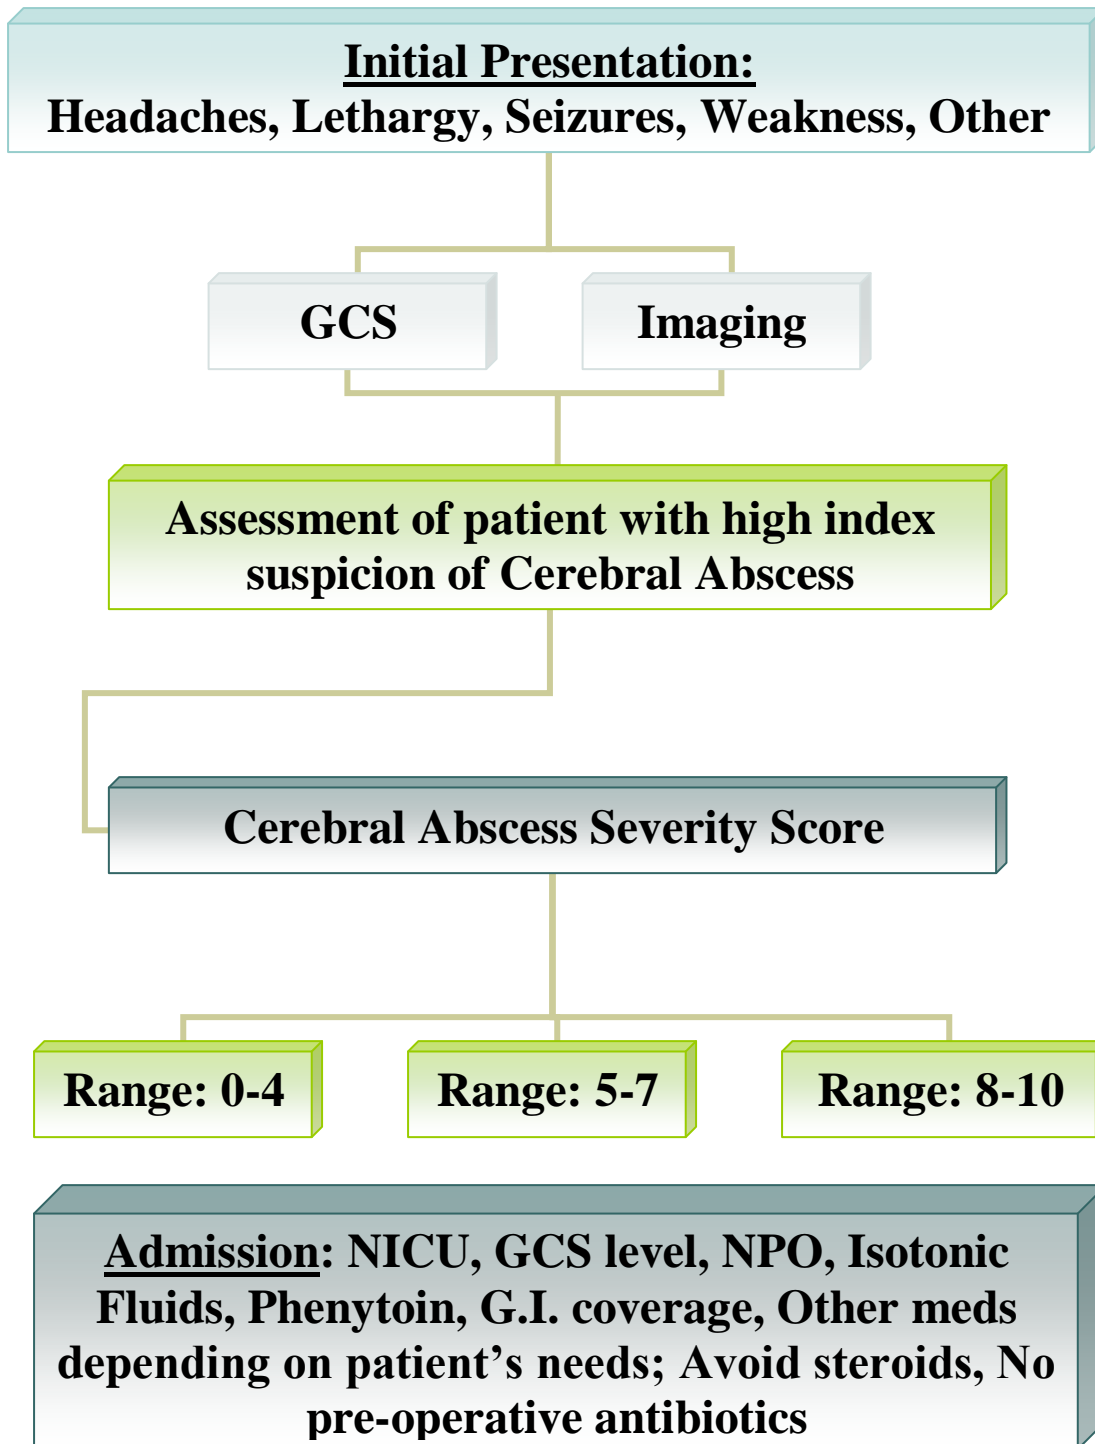 Initial Presentation:
Headaches, Lethargy, Seizures, Weakness, Other
GCS
Imaging
Assessment of patient with high index
suspicion of Cerebral Abscess
Cerebral Abscess Severity Score
Range: 0-4
Range: 5-7
Range: 8-10
Admission: NICU, GCS level, NPO, Isotonic
Fluids, Phenytoin, G.I. coverage, Other meds
depending on patient’s needs; Avoid steroids, No
pre-operative antibiotics